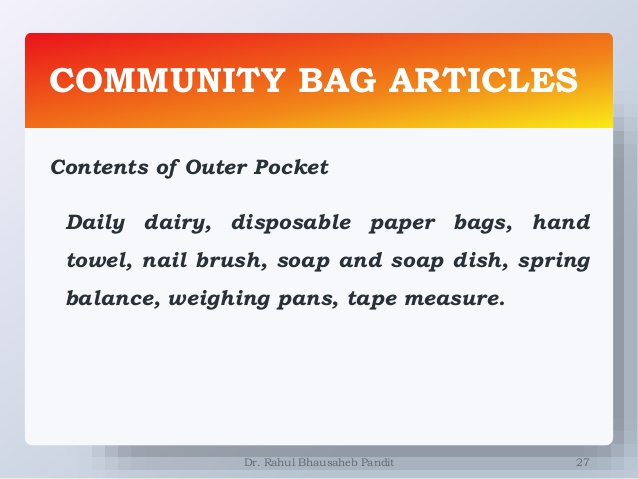 COMMUNITY BAG ARTICLES
Contents of Outer Pocket
Daily dairy, disposable paper bags, hand
towel, nail brush, soap and soap dish, spring
balance, weighing pans, tape measure.
Dr. Rahul Bhausaheb Pandit 27